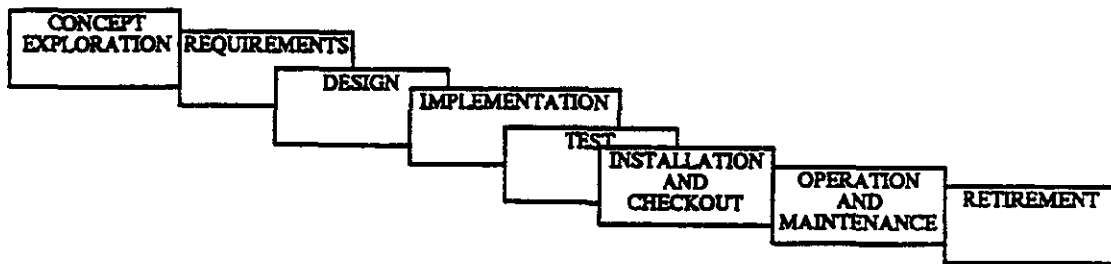 CONCEPT
EXPLORATION
REQUIREMENTS
DESIGN
IMPLEMENTATION
TEST
INSTALLATION
AND
CHECKOUT
OPERATION
AND
MAINTENANCE
RETIREMENT